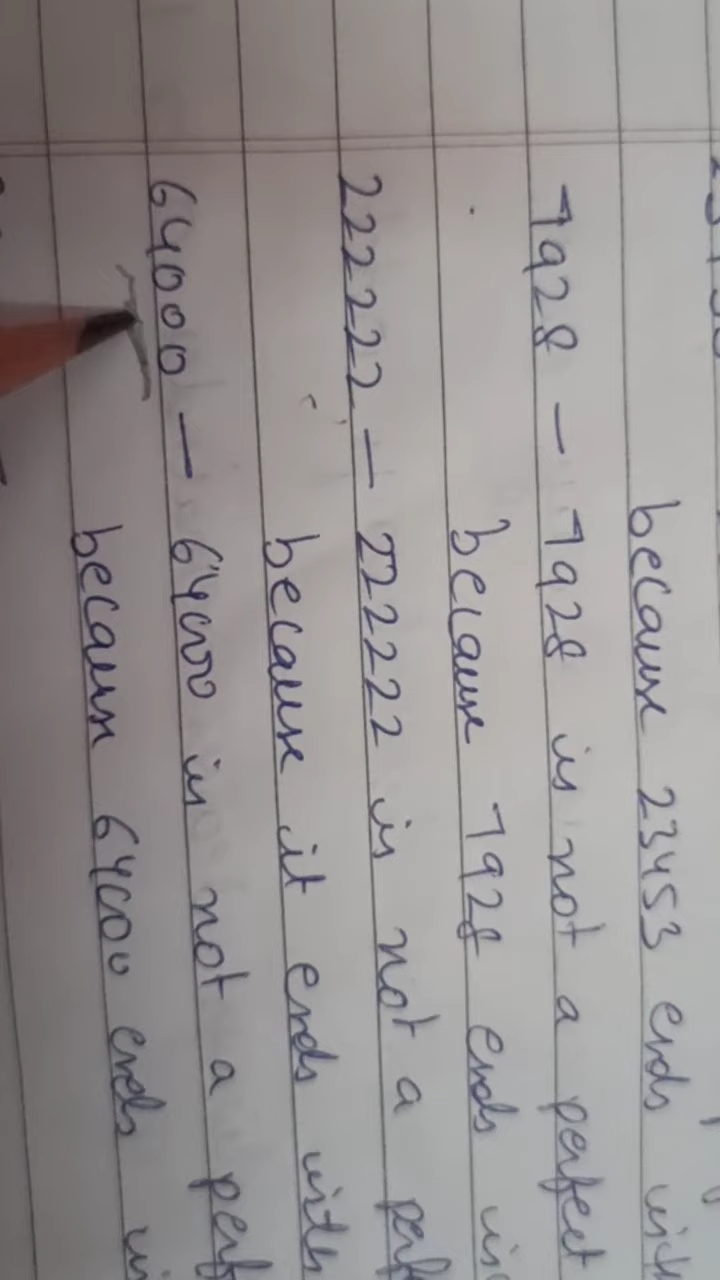 because 23453 ends with
7928 – 7928 is not a perfect
because 7928 ends
222222 – 222222 is not a
because it ends with
64000 – 64000 is not a
because 64000 ends